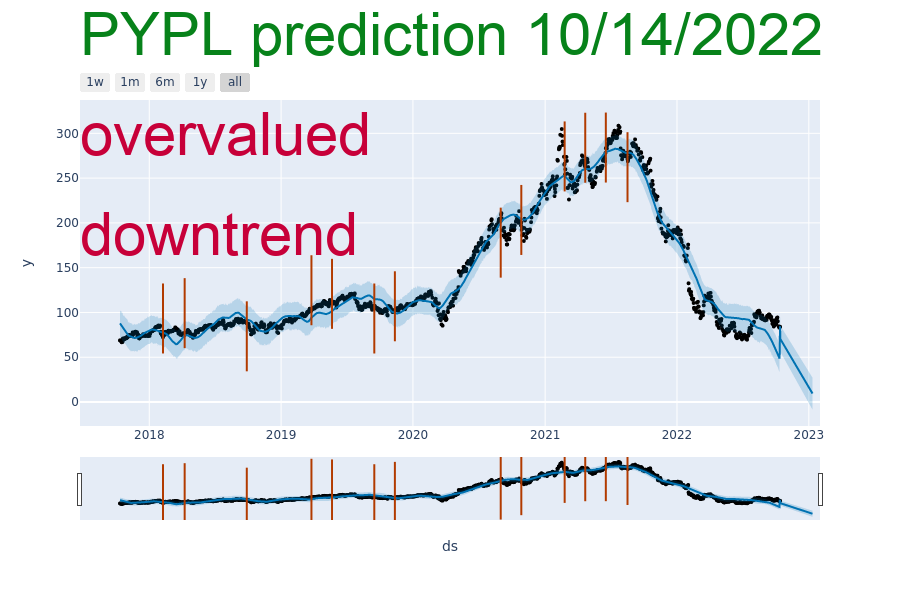 PYPL prediction 10/14/2022
1w 1m 6m 1y all
overvalued
downtrend
300
250
200
150
100
50
0
y
2018 2019 2020 2021 2022 2023
ds